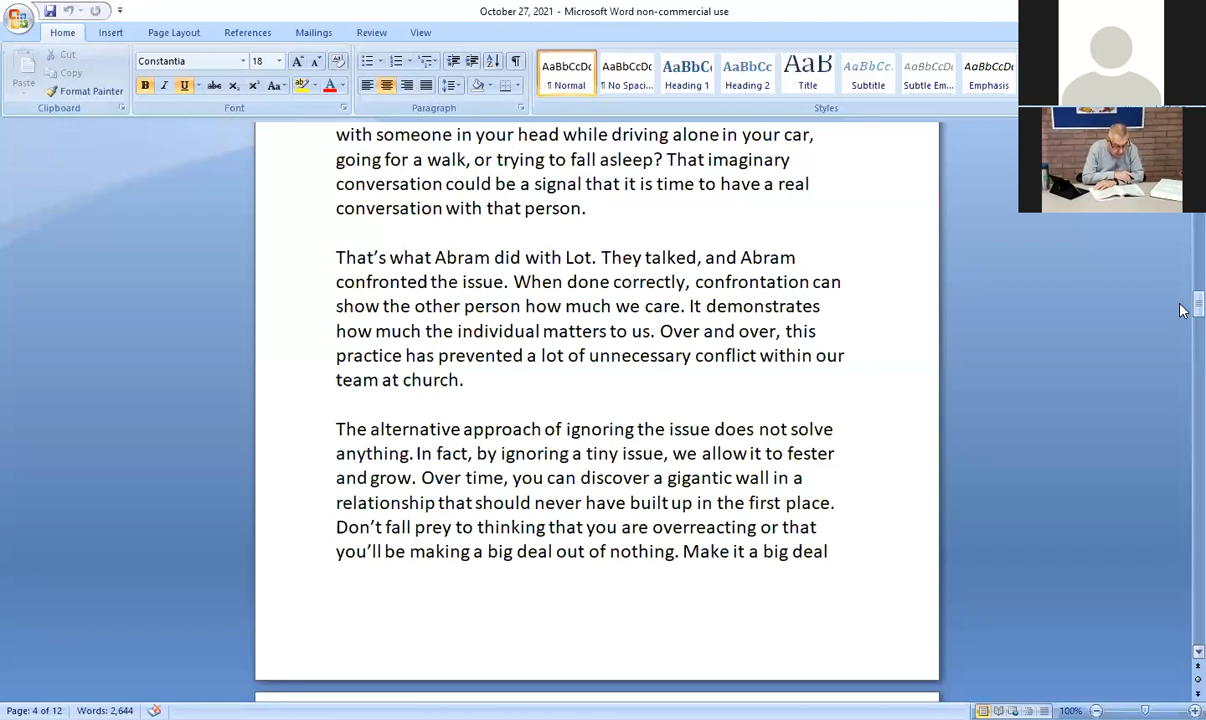 October 27, 2021 - Microsoft Word non-commercial use
Home Insert Page Layout References Mailings Review View
Paste
Cut
Copy
Format Painter
Clipboard
Constantia 18
B I U abc x₂ x² Aa
Font
Paragraph
AaBbCcDc AaBbCcDc AaBbCc AaBbCc AaB AaBbCc. AaBbCcDc AaBbCcDc
¶ Normal ¶ No Spaci... Heading 1 Heading 2 Title Subtitle Subtle Em... Emphasis
Styles
with someone in your head while driving alone in your car,
going for a walk, or trying to fall asleep? That imaginary
conversation could be a signal that it is time to have a real
conversation with that person.
That’s what Abram did with Lot. They talked, and Abram
confronted the issue. When done correctly, confrontation can
show the other person how much we care. It demonstrates
how much the individual matters to us. Over and over, this
practice has prevented a lot of unnecessary conflict within our
team at church.
The alternative approach of ignoring the issue does not solve
anything. In fact, by ignoring a tiny issue, we allow it to fester
and grow. Over time, you can discover a gigantic wall in a
relationship that should never have built up in the first place.
Don’t fall prey to thinking that you are overreacting or that
you’ll be making a big deal out of nothing. Make it a big deal
Page: 4 of 12 Words: 2,644 100%